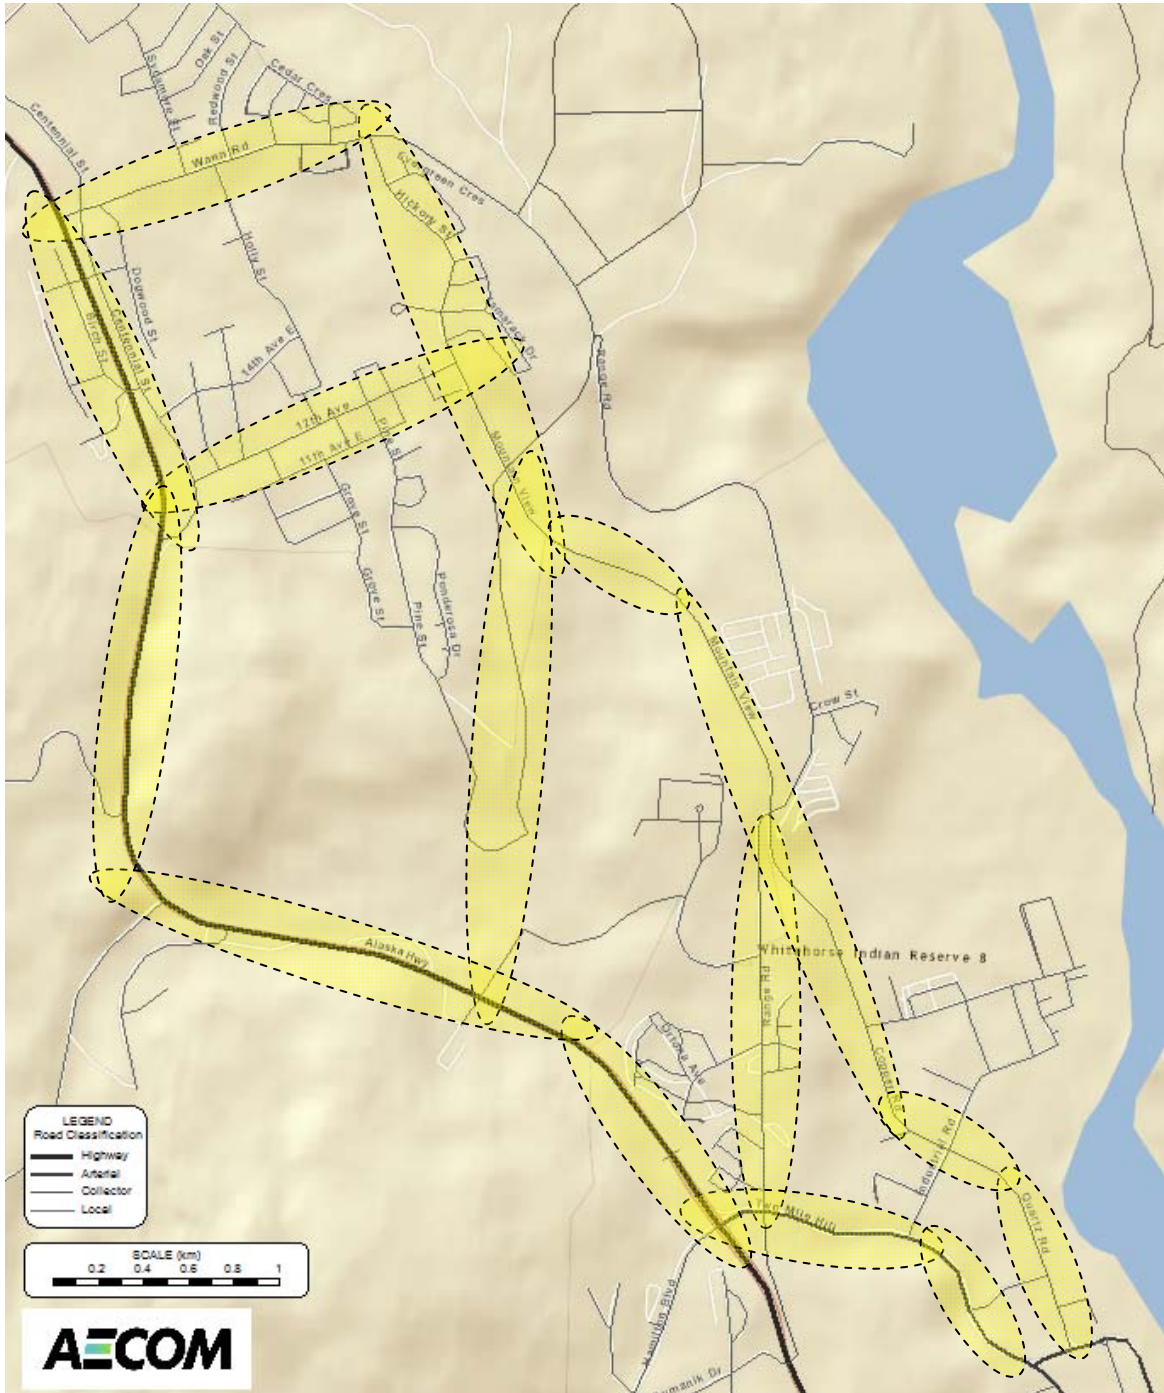 Oak St
Sycamore St
Redwood St
Cedar Cres
Centennial St
Wann Rd
Evergreen Cres
Hickory St
Holly St
Dogwood St
Centennial St
Birch St
Tamarack Dr
14th Ave E
Range Rd
12th Ave
11th Ave E
Pine St
Mountain View
Grove St
Grove St
Ponderosa Dr
Pine St
Mountain View
Crow St
Alaska Hwy
Whitehorse Indian Reserve 8
Range Rd
Copper Rd
Industrial Rd
Quartz Rd
Two Mile Hill
Hamilton Blvd
LEGEND
Road Classification
Highway
Arterial
Collector
Local
SCALE (km)
0.2 0.4 0.6 0.8 1
AECOM